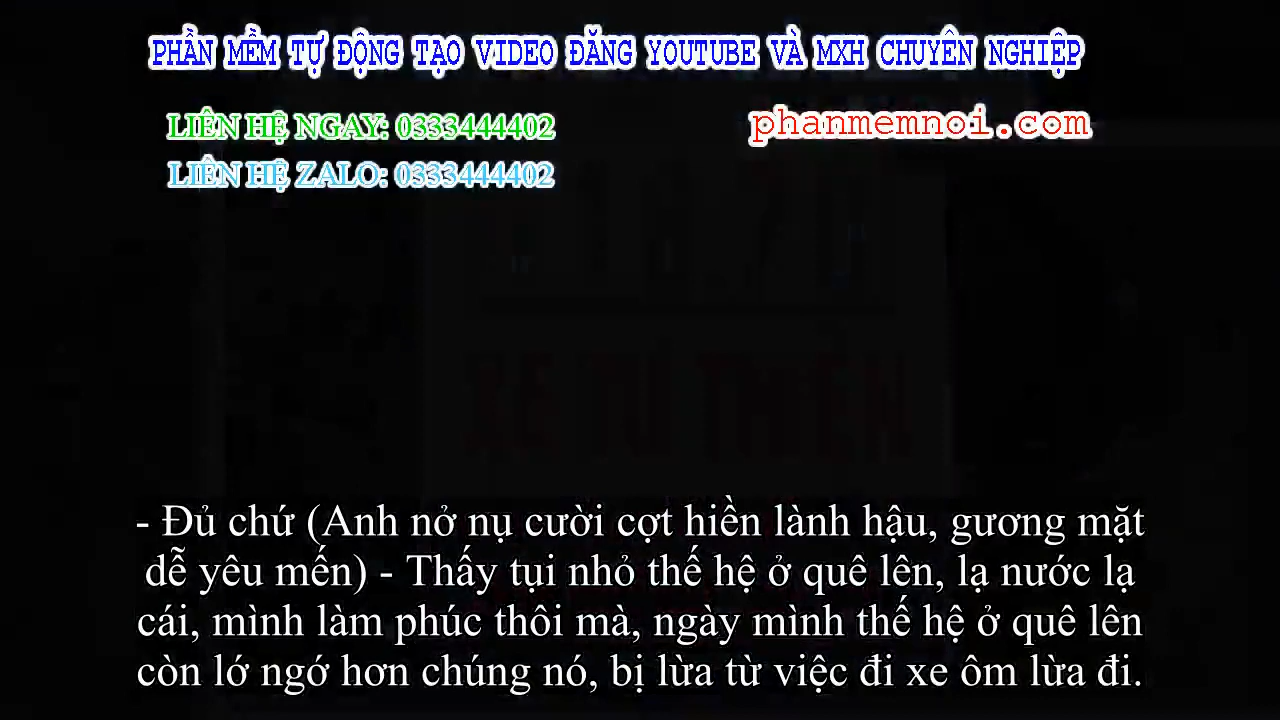 PHẦN MỀM TỰ ĐỘNG TẠO VIDEO ĐĂNG YOUTUBE VÀ MXH CHUYÊN NGHIỆP
LIÊN HỆ NGAY: 0333444402
phanmemnoi.com
LIÊN HỆ ZALO: 0333444402
- Đủ chứ (Anh nở nụ cười cợt hiền lành hậu, gương mặt
dễ yêu mến) - Thấy tụi nhỏ thế hệ ở quê lên, lạ nước lạ
cái, mình làm phúc thôi mà, ngày mình thế hệ ở quê lên
còn lớ ngớ hơn chúng nó, bị lừa từ việc đi xe ôm lừa đi.